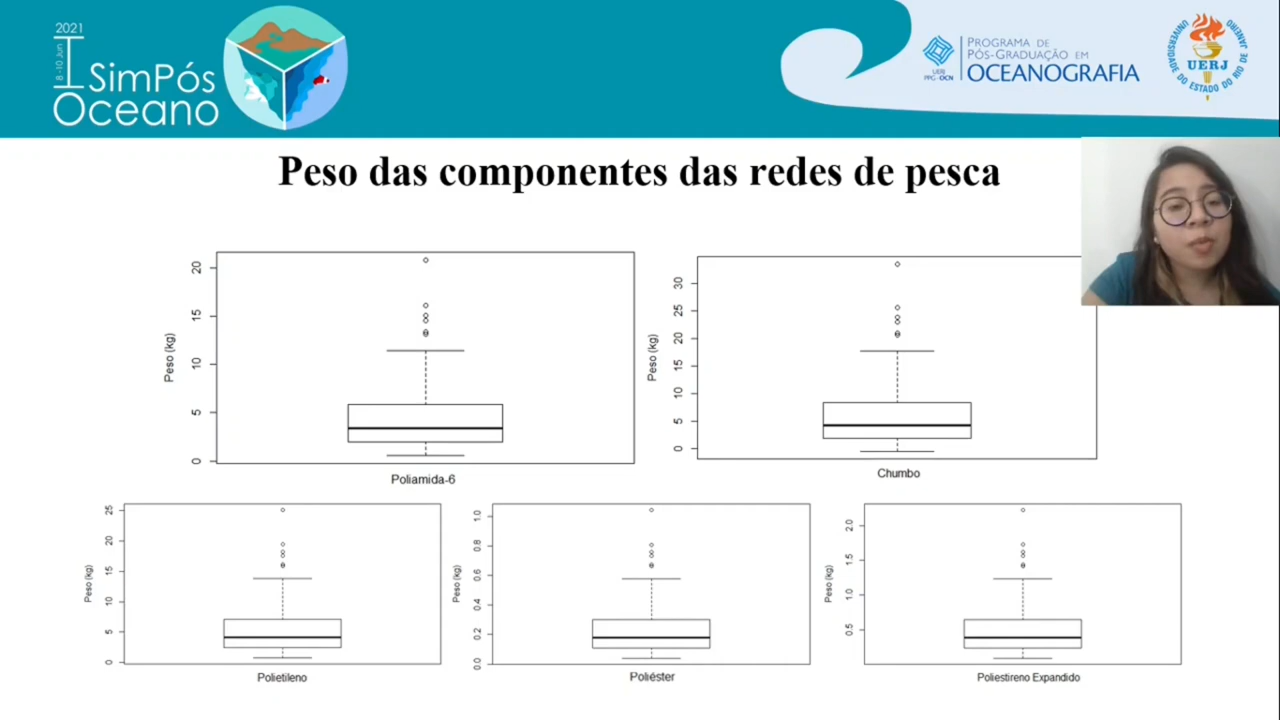 2021
8-10 Jun
I SimPós
Oceano
PROGRAMA DE
PÓS-GRADUAÇÃO EM
OCEANOGRAFIA
UERJ
PPG-OCN
UERJ
UNIVERSIDADE DO ESTADO DO RIO DE JANEIRO
Peso das componentes das redes de pesca
Peso (kg)
20
15
10
5
0
Poliamida-6
Peso (kg)
30
25
20
15
10
5
0
Chumbo
Peso (kg)
25
20
15
10
5
0
Polietileno
Peso (kg)
1.0
0.8
0.6
0.4
0.2
0.0
Poliéster
Peso (kg)
2.0
1.5
1.0
0.5
Poliestireno Expandido